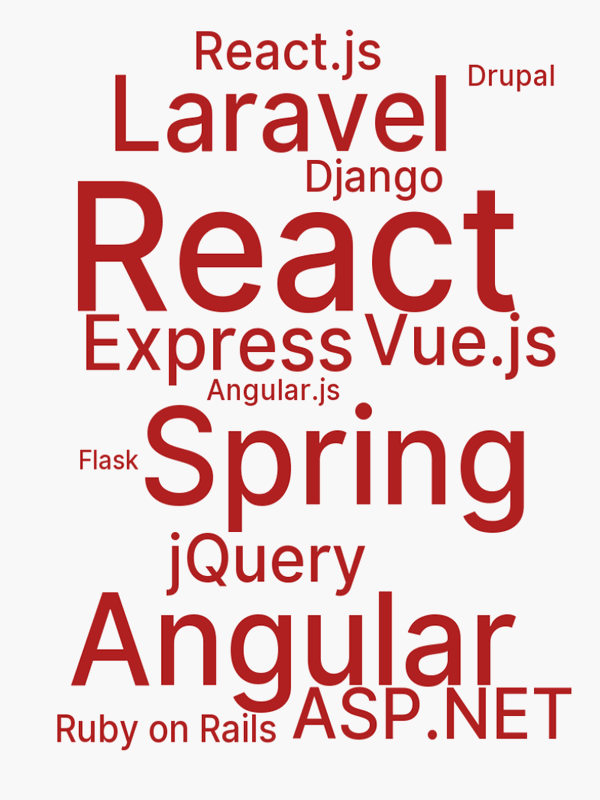 React.js
Drupal
Laravel
Django
React
Express
Vue.js
Angular.js
Spring
Flask
jQuery
Angular
ASP.NET
Ruby on Rails